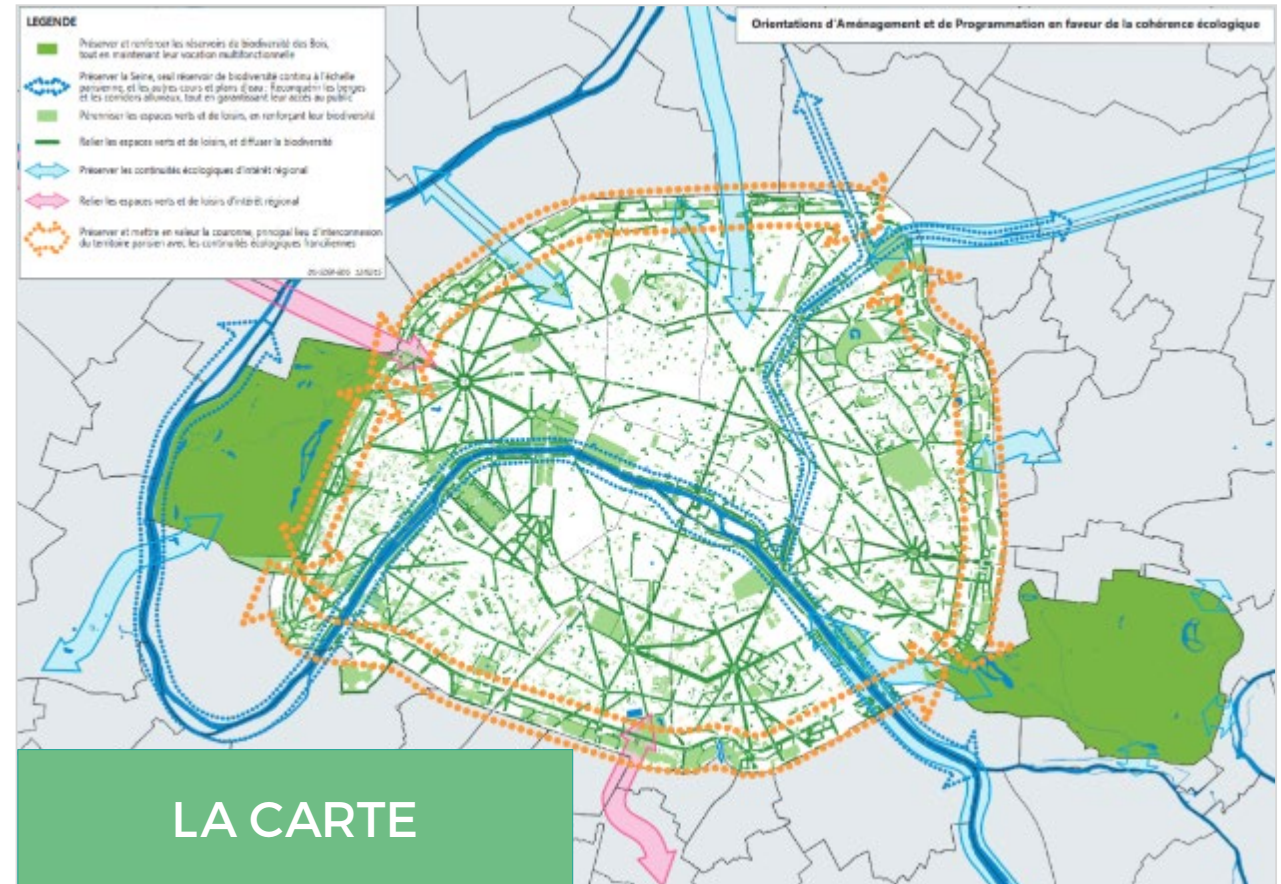 Orientations d'Aménagement et de Programmation en faveur de la cohérence écologique
LEGENDE
Préserver et renforcer les réservoirs de biodiversité des Bois,
tout en maintenant leur vocation multifonctionnelle
Préserver la Seine, seul réservoir de biodiversité continu à l'échelle
parisienne, et les autres cours et plans d'eau ; Reconquérir les berges
et les corridors alluviaux, tout en garantissant leur accès au public
Pérenniser les espaces verts et de loisirs, en renforçant leur biodiversité
Relier les espaces verts et de loisirs, et diffuser la biodiversité
Préserver les continuités écologiques d'intérêt régional
Relier les espaces verts et de loisirs d'intérêt régional
Préserver et mettre en valeur la couronne, principal lieu d'interconnexion
du territoire parisien avec les continuités écologiques franciliennes
LA CARTE